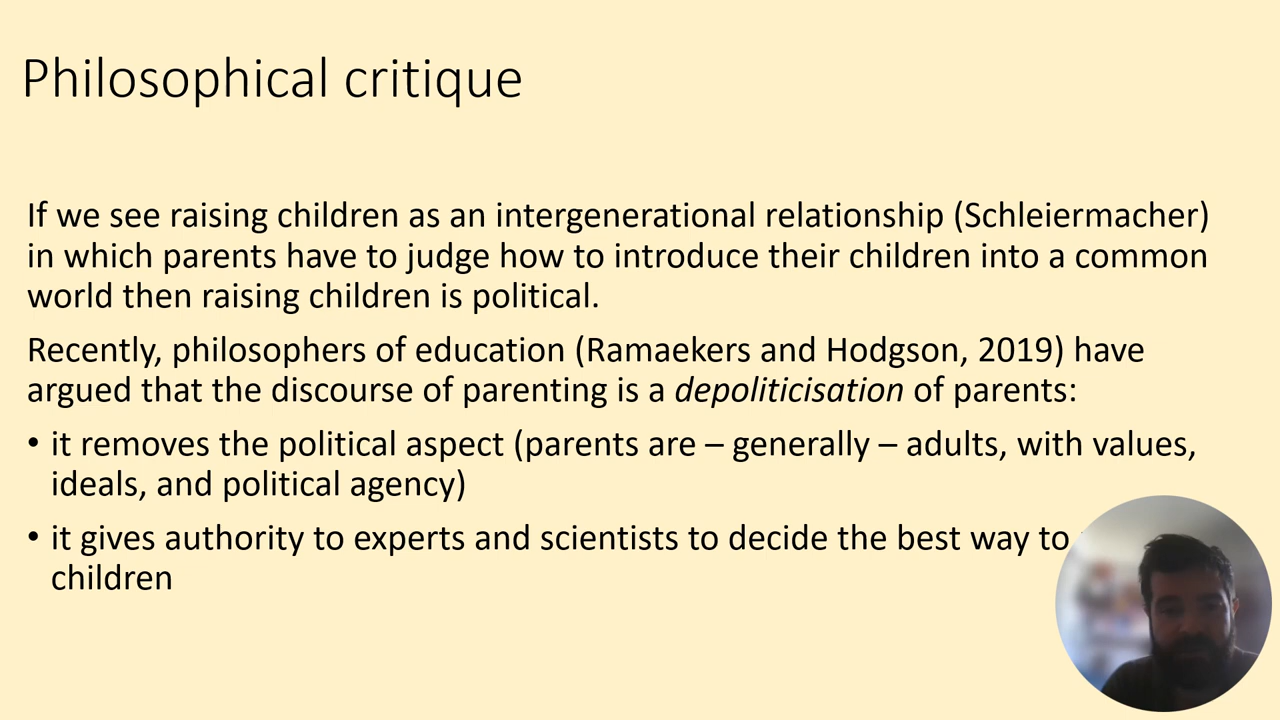 Philosophical critique
If we see raising children as an intergenerational relationship (Schleiermacher)
in which parents have to judge how to introduce their children into a common
world then raising children is political.
Recently, philosophers of education (Ramaekers and Hodgson, 2019) have
argued that the discourse of parenting is a depoliticisation of parents:
• it removes the political aspect (parents are – generally – adults, with values,
ideals, and political agency)
• it gives authority to experts and scientists to decide the best way to
children